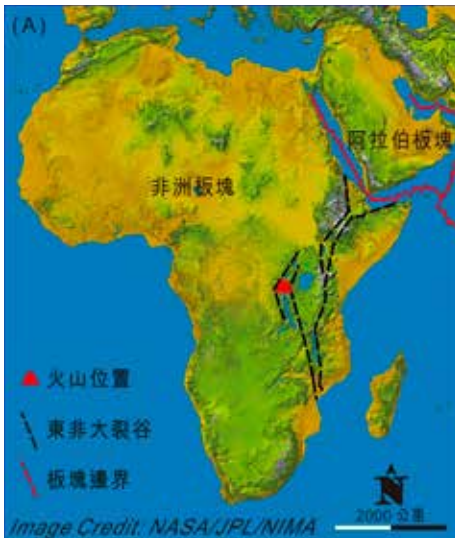 (A)
阿拉伯板塊
非洲板塊
火山位置
東非大裂谷
板塊邊界
N
2000 公里
Image Credit: NASA/JPL/NIMA